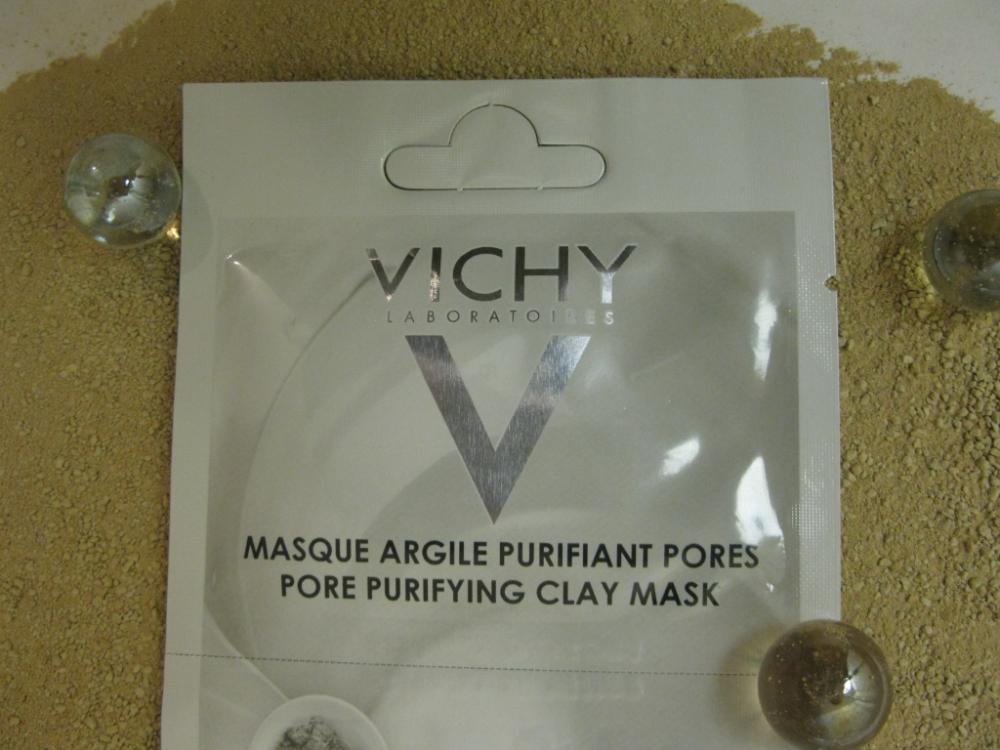 VICHY
LABORATOIRES
V
MASQUE ARGILE PURIFIANT PORES
PORE PURIFYING CLAY MASK